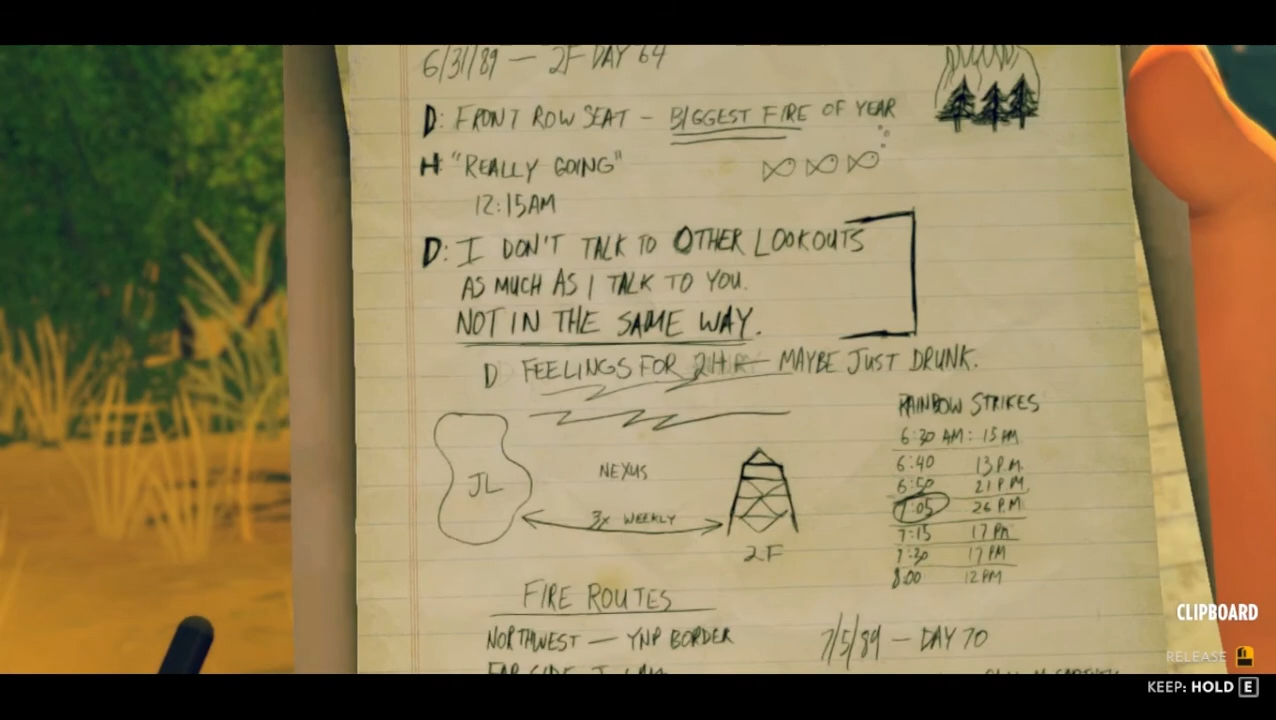 6/31/89 — 2F DAY 64
D: FRONT ROW SEAT – BIGGEST FIRE OF YEAR
H: "REALLY GOING"
12:15AM
D: I DON'T TALK TO OTHER LOOKOUTS
AS MUCH AS I TALK TO YOU.
NOT IN THE SAME WAY.
D FEELINGS FOR MAYBE JUST DRUNK.
RAINBOW STRIKES
6:30 AM: 15 PM
6:40 13 P.M.
6:50 21 P.M.
7:05 26 P.M
7:15 17 PM
7:30 17 PM
8:00 12 PM
JL
NEXUS
3x WEEKLY
2F
FIRE ROUTES
NORTHWEST — YNP BORDER
7/5/89 — DAY 70
FAR SIDE
CLIPBOARD
RELEASE
KEEP: HOLD E